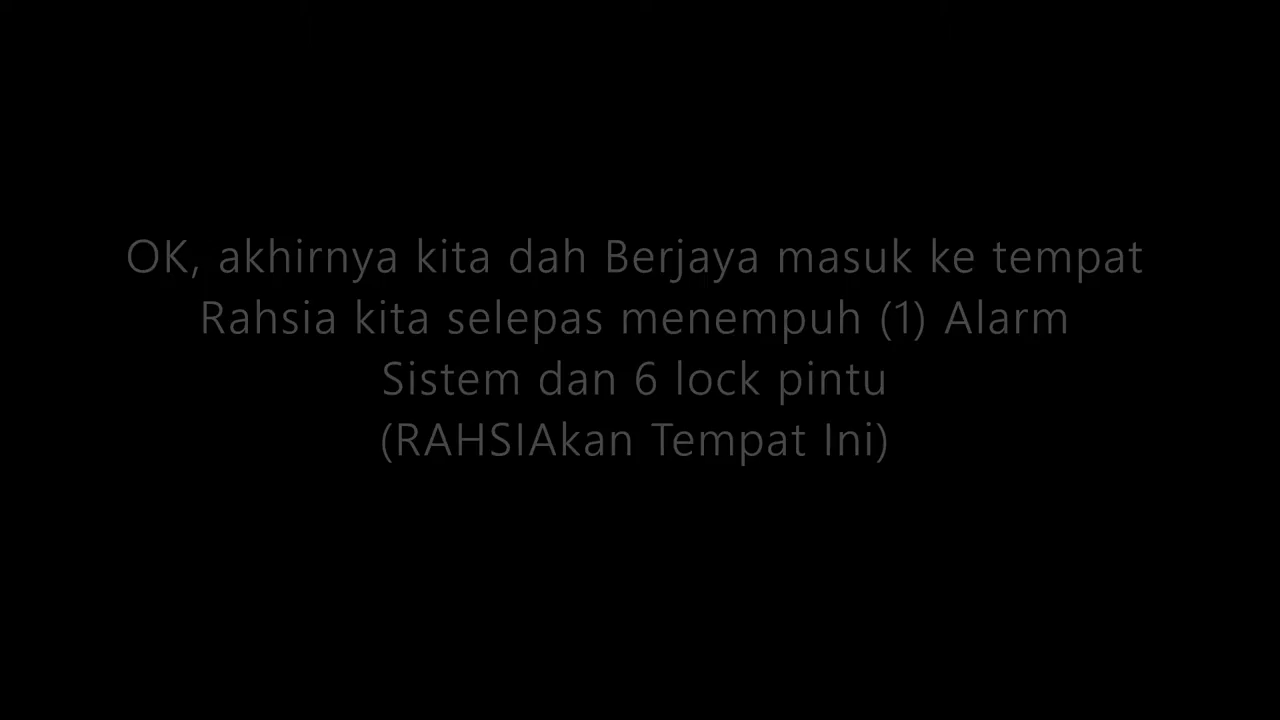 OK, akhirnya kita dah Berjaya masuk ke tempat
Rahsia kita selepas menempuh (1) Alarm
Sistem dan 6 lock pintu
(RAHSIAkan Tempat Ini)